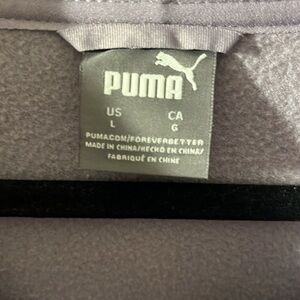 PUMA
US CA
L G
PUMA.COM/FOREVERBETTER
MADE IN CHINA/HECHO EN CHINA/
FABRIQUÉ EN CHINE